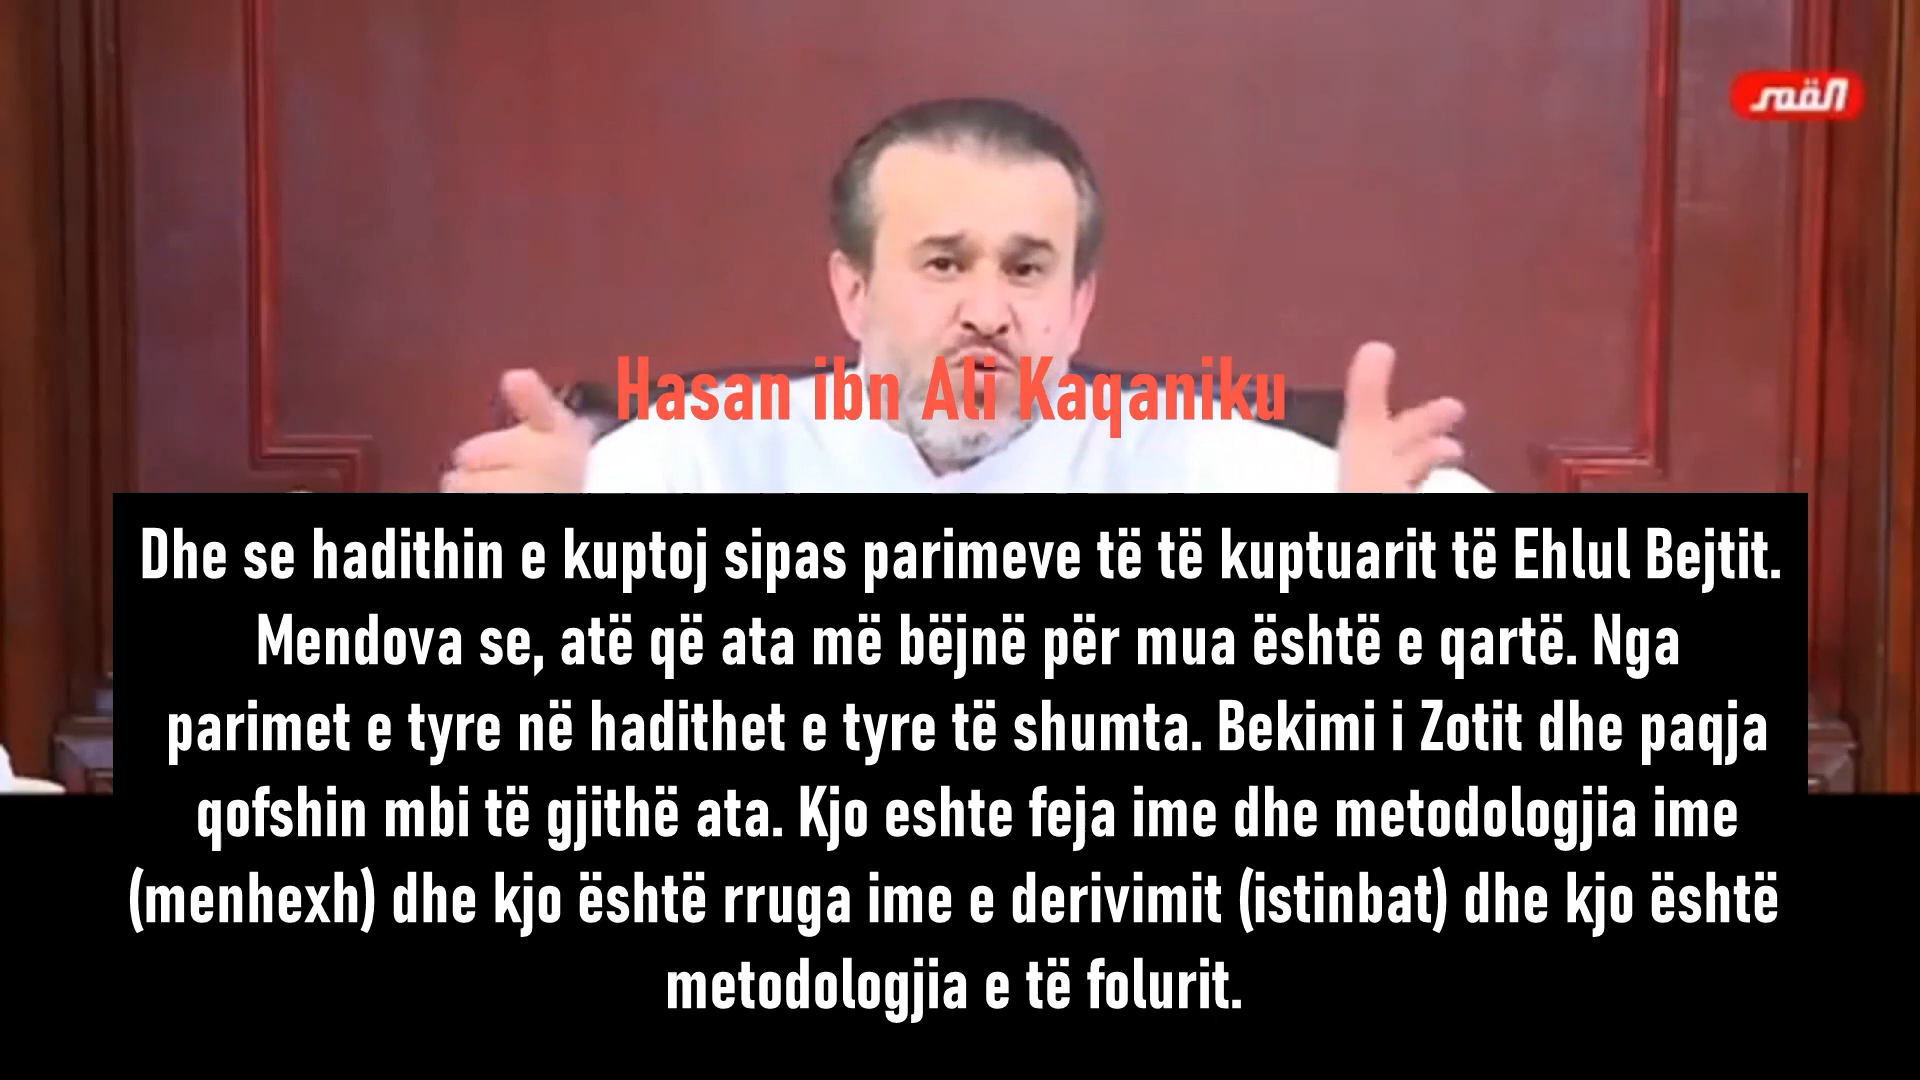 القمر
Hasan ibn Ali Kaqaniku
Dhe se hadithin e kuptoj sipas parimeve të të kuptuarit të Ehlul Bejtit.
Mendova se, atë që ata më bëjnë për mua është e qartë. Nga
parimet e tyre në hadithet e tyre të shumta. Bekimi i Zotit dhe paqja
qofshin mbi të gjithë ata. Kjo eshte feja ime dhe metodologjia ime
(menhexh) dhe kjo është rruga ime e derivimit (istinbat) dhe kjo është
metodologjia e të folurit.